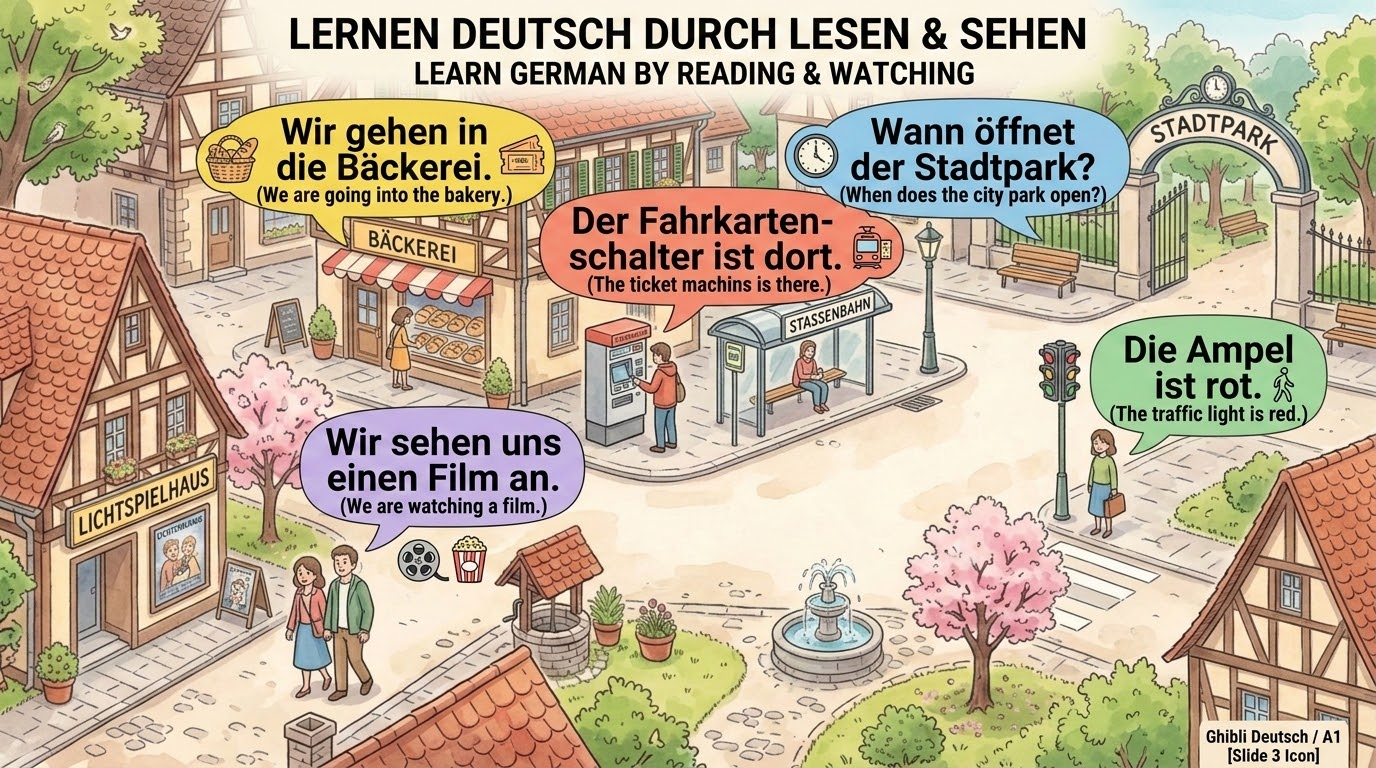 LERNEN DEUTSCH DURCH LESEN & SEHEN
LEARN GERMAN BY READING & WATCHING
Wir gehen in
die Bäckerei.
(We are going into the bakery.)
Wann öffnet
der Stadtpark?
(When does the city park open?)
STADTPARK
Der Fahrkarten-
schalter ist dort.
(The ticket machins is there.)
BÄCKEREI
STASSENBAHN
Die Ampel
ist rot.
(The traffic light is red.)
Wir sehen uns
einen Film an.
(We are watching a film.)
LICHTSPIELHAUS
Ghibli Deutsch / A1
[Slide 3 Icon]